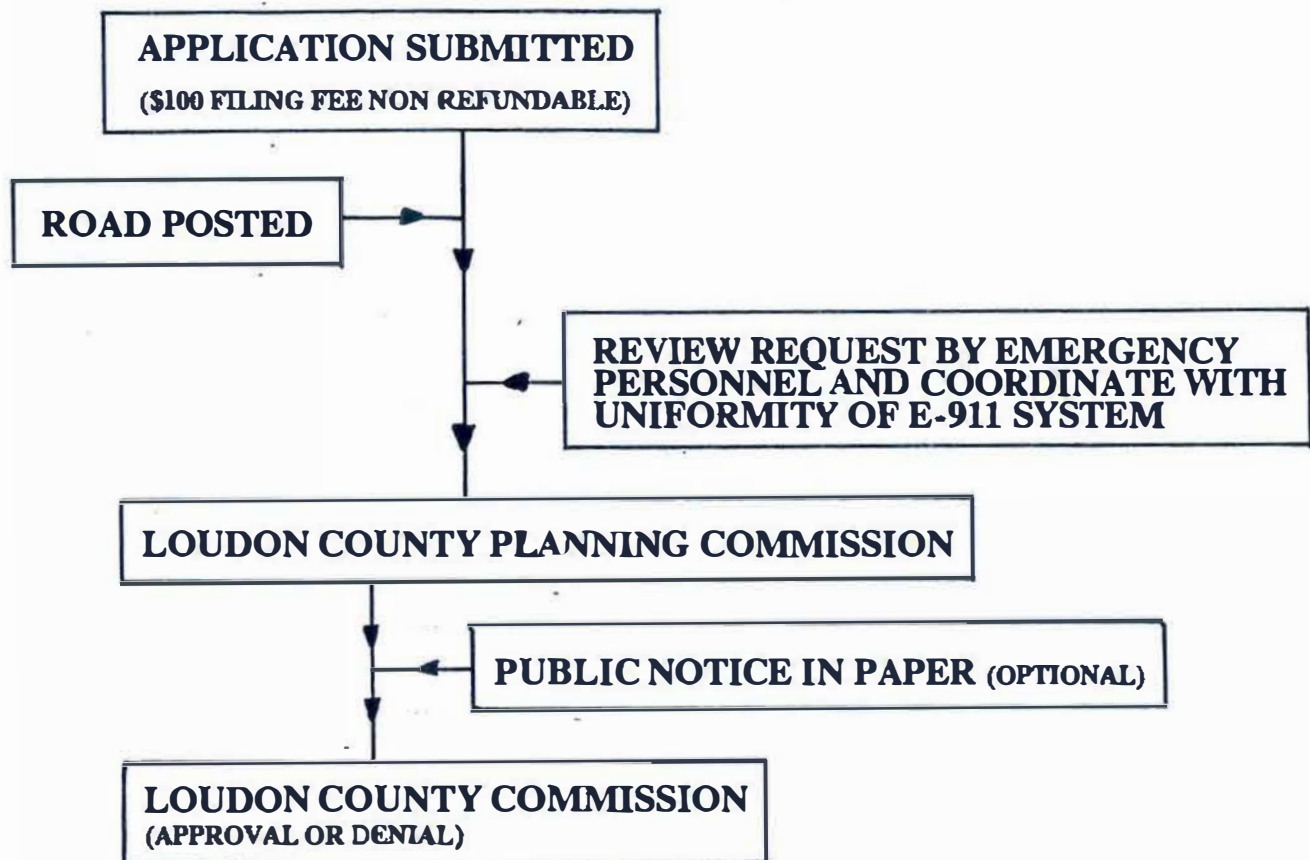 APPLICATION SUBMITTED
($100 FILING FEE NON REFUNDABLE)
ROAD POSTED
REVIEW REQUEST BY EMERGENCY
PERSONNEL AND COORDINATE WITH
UNIFORMITY OF E-911 SYSTEM
LOUDON COUNTY PLANNING COMMISSION
PUBLIC NOTICE IN PAPER (OPTIONAL)
LOUDON COUNTY COMMISSION
(APPROVAL OR DENIAL)